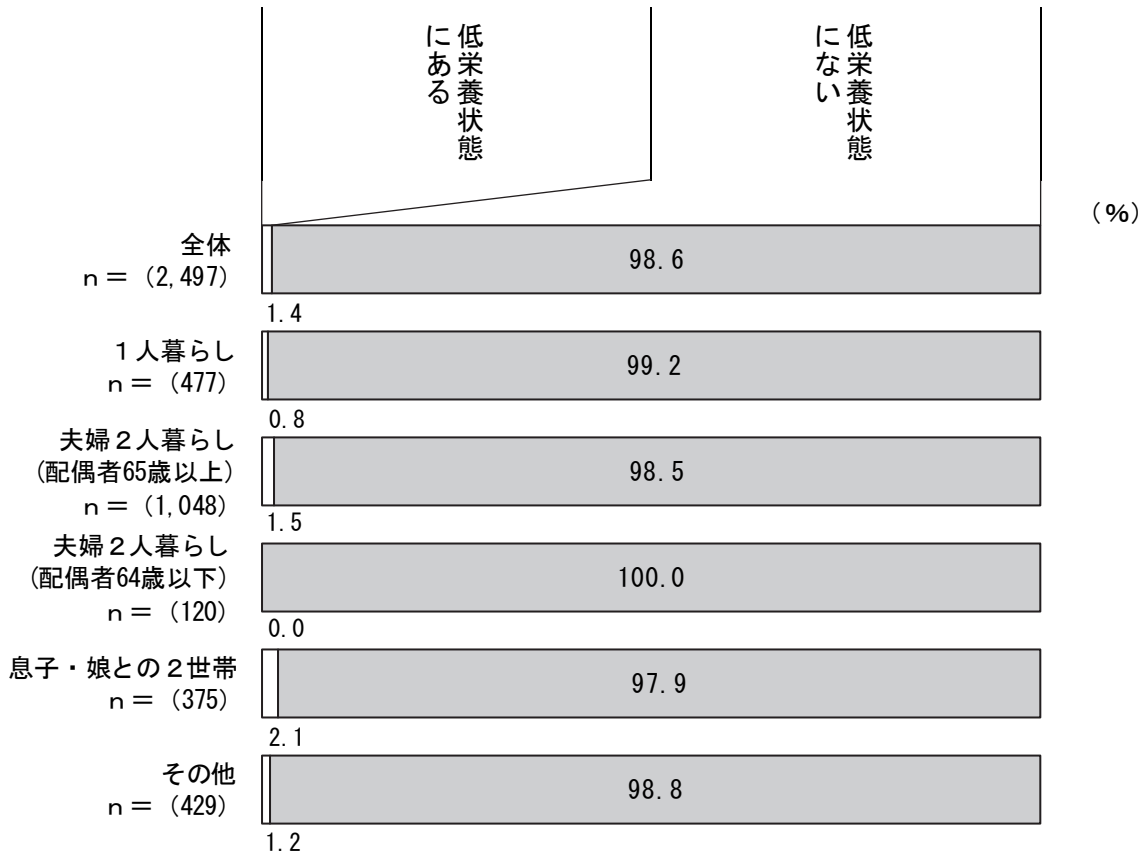 低栄養状態
にある
低栄養状態
にない
（%）
全体
ｎ＝（2,497）
98.6
1.4
１人暮らし
ｎ＝（477）
99.2
0.8
夫婦２人暮らし
(配偶者65歳以上)
ｎ＝（1,048）
98.5
1.5
夫婦２人暮らし
(配偶者64歳以下)
ｎ＝（120）
100.0
0.0
息子・娘との２世帯
ｎ＝（375）
97.9
2.1
その他
ｎ＝（429）
98.8
1.2